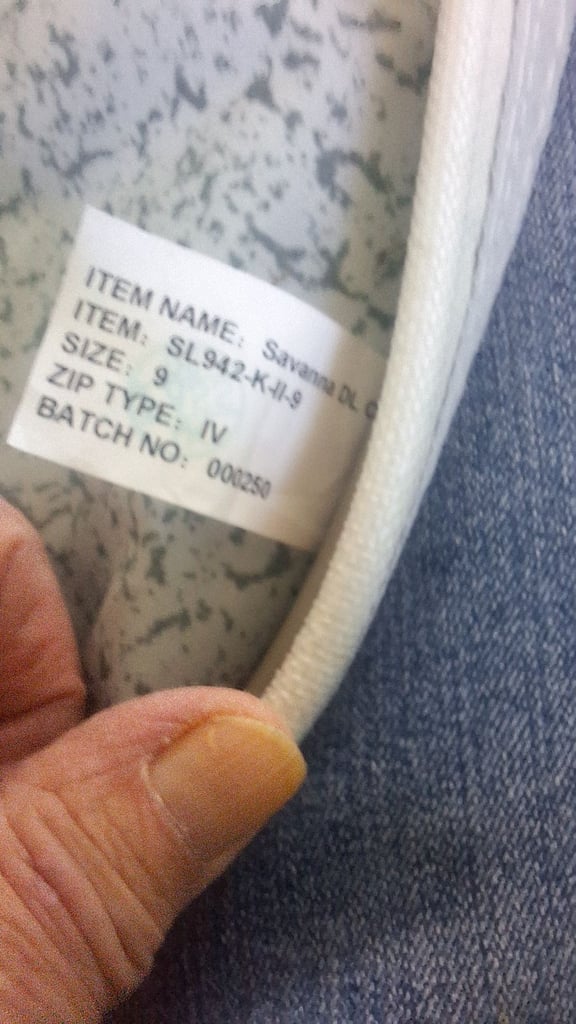 ITEM NAME: Savanna DL C
ITEM: SL942-K-II-9
SIZE: 9
ZIP TYPE: IV
BATCH NO: 000250